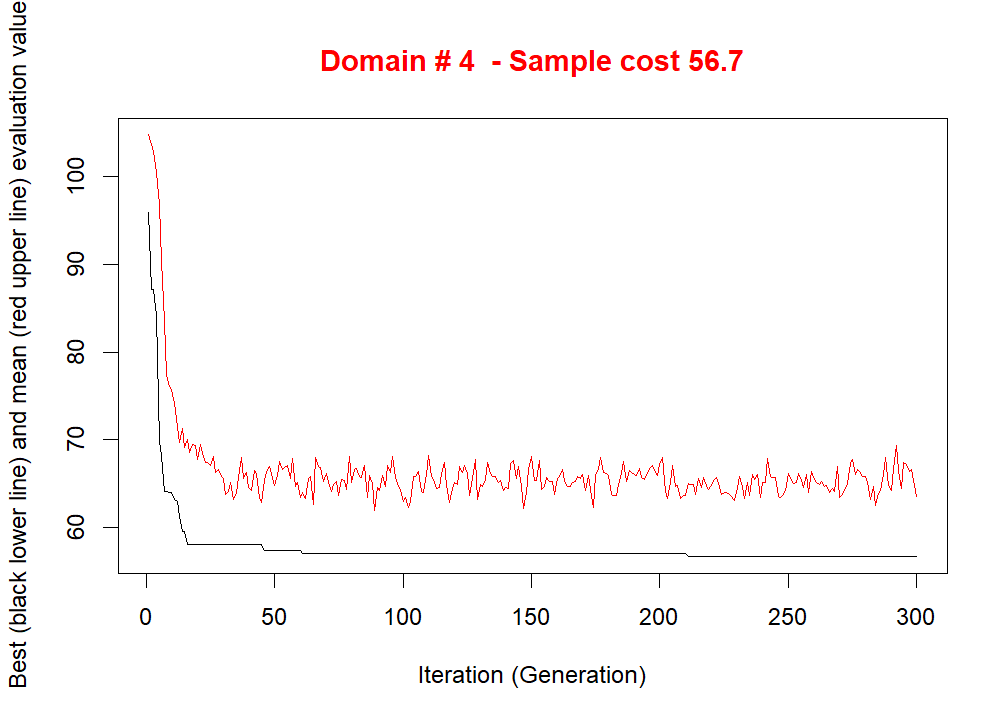 Domain # 4  - Sample cost 56.7
Best (black lower line) and mean (red upper line) evaluation value
100
90
80
70
60
0 50 100 150 200 250 300
Iteration (Generation)